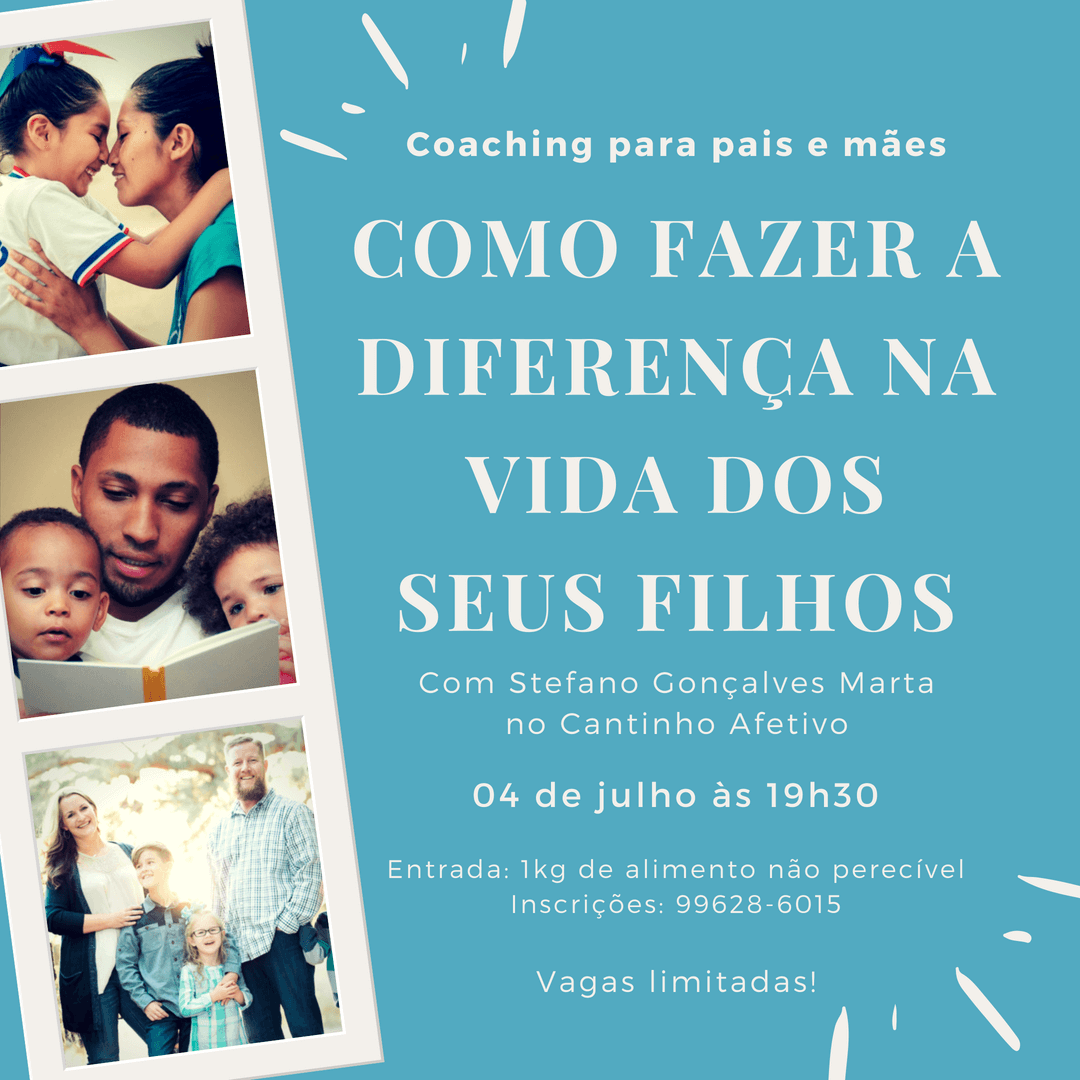 Coaching para pais e mães
COMO FAZER A
DIFERENÇA NA
VIDA DOS
SEUS FILHOS
Com Stefano Gonçalves Marta
no Cantinho Afetivo
04 de julho às 19h30
Entrada: 1kg de alimento não perecível
Inscrições: 99628-6015
Vagas limitadas!